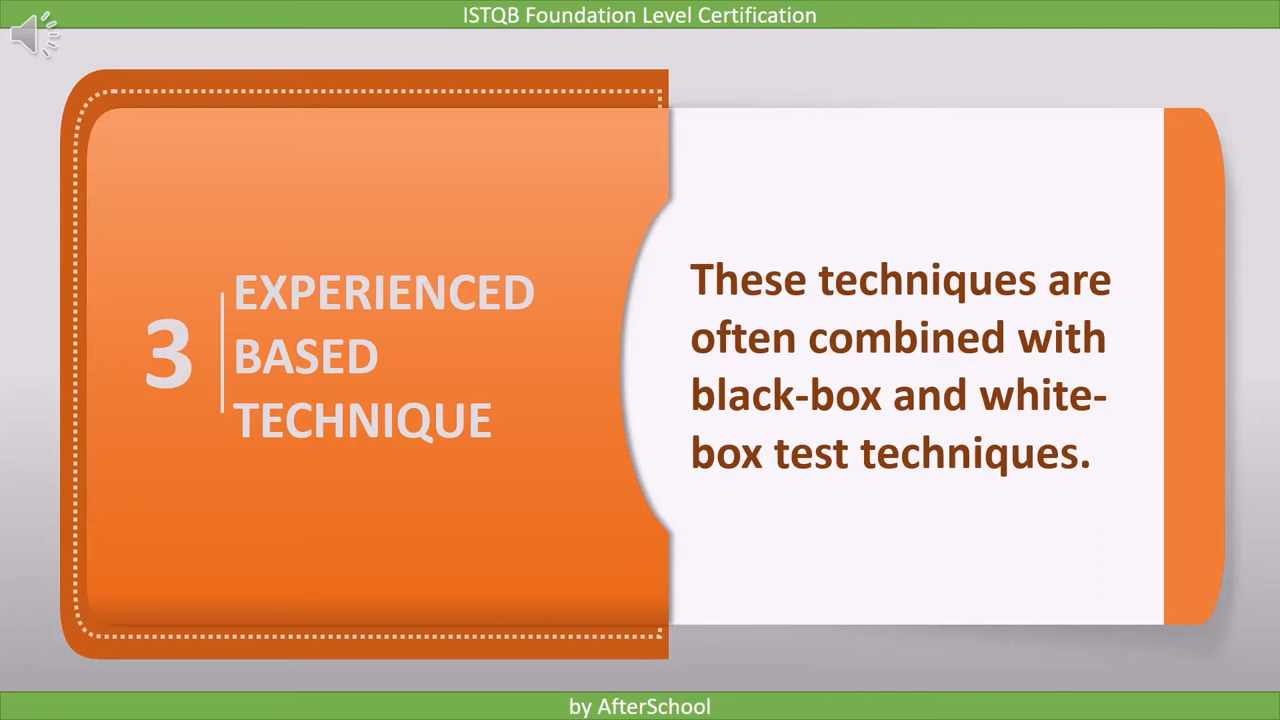 ISTQB Foundation Level Certification
3
EXPERIENCED
BASED
TECHNIQUE
These techniques are
often combined with
black-box and white-
box test techniques.
by AfterSchool